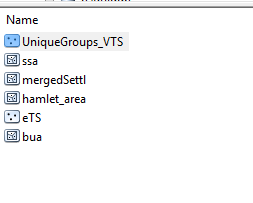 Name
UniqueGroups_VTS
ssa
mergedSettl
hamlet_area
eTS
bua